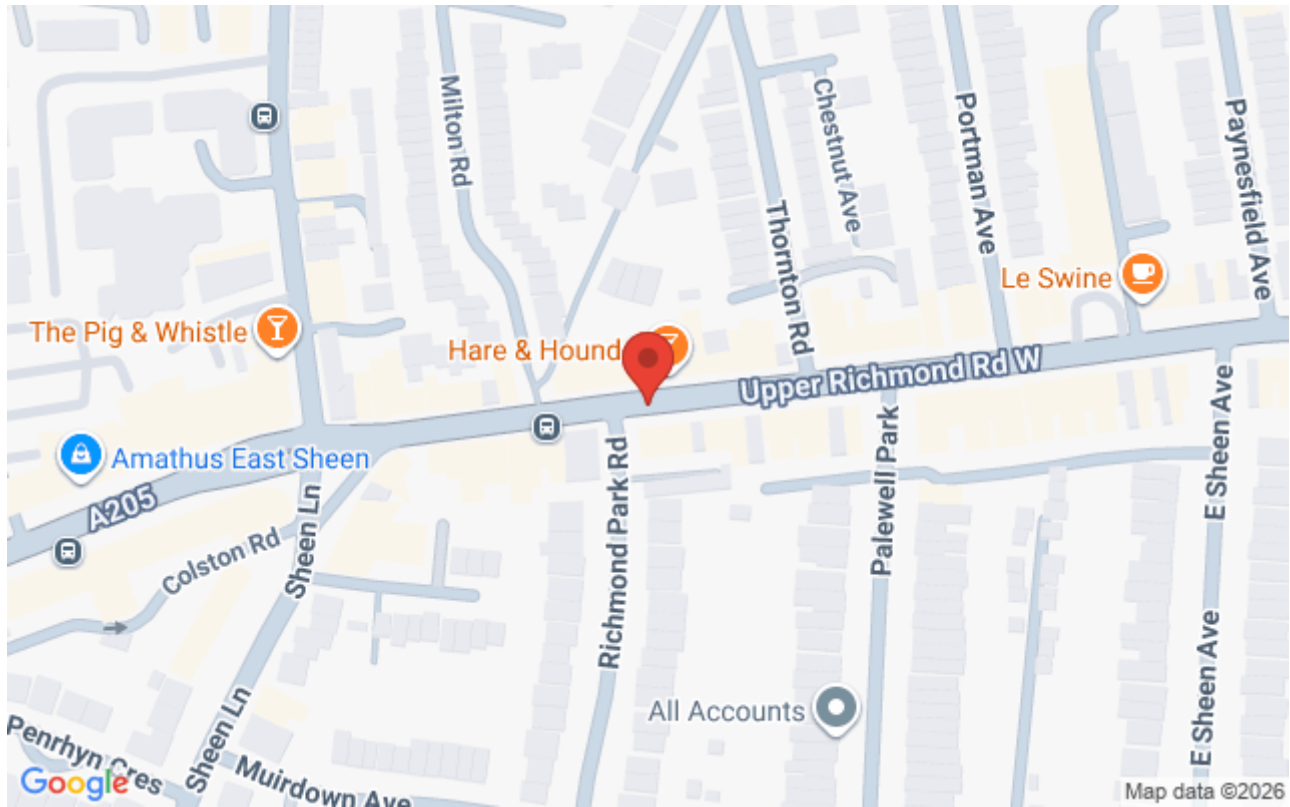 Milton Rd
Chestnut Ave
Portman Ave
Paynesfield Ave
Thornton Rd
Le Swine
The Pig & Whistle
Hare & Hound
Upper Richmond Rd W
Amathus East Sheen
A205
Sheen Ln
Colston Rd
Richmond Park Rd
Palewell Park
E Sheen Ave
E Sheen Ave
Sheen Ln
All Accounts
Penrhyn Cres
Muirdown Ave
Google
Map data ©2026